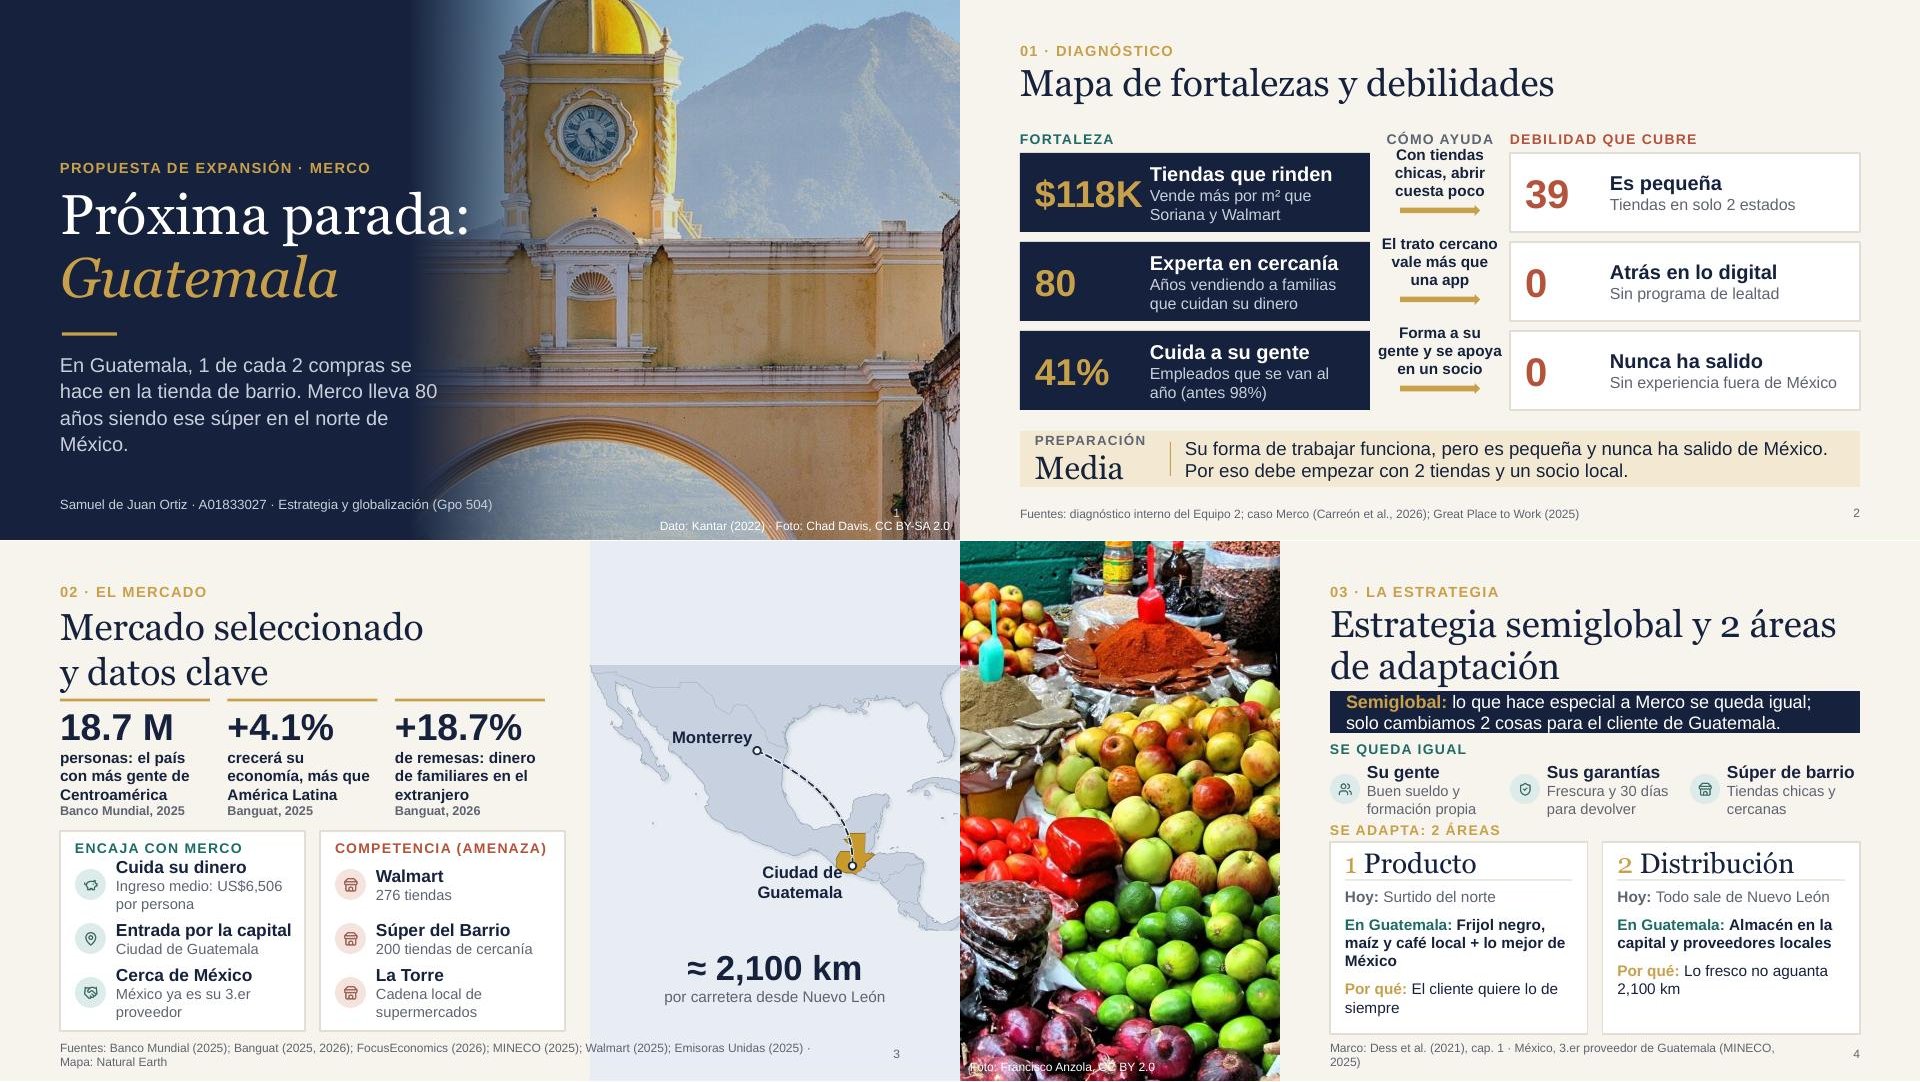 PROPUESTA DE EXPANSIÓN · MERCO
Próxima parada:
Guatemala
En Guatemala, 1 de cada 2 compras se
hace en la tienda de barrio. Merco lleva 80
años siendo ese súper en el norte de
México.
Samuel de Juan Ortiz · A01833027 · Estrategia y globalización (Gpo 504)
1
Dato: Kantar (2022) · Foto: Chad Davis, CC BY-SA 2.0
01 · DIAGNÓSTICO
Mapa de fortalezas y debilidades
FORTALEZA
CÓMO AYUDA
DEBILIDAD QUE CUBRE
$118K
Tiendas que rinden
Vende más por m² que
Soriana y Walmart
Con tiendas
chicas, abrir
cuesta poco
39
Es pequeña
Tiendas en solo 2 estados
80
Experta en cercanía
Años vendiendo a familias
que cuidan su dinero
El trato cercano
vale más que
una app
0
Atrás en lo digital
Sin programa de lealtad
41%
Cuida a su gente
Empleados que se van al
año (antes 98%)
Forma a su
gente y se apoya
en un socio
0
Nunca ha salido
Sin experiencia fuera de México
PREPARACIÓN
Media
Su forma de trabajar funciona, pero es pequeña y nunca ha salido de México.
Por eso debe empezar con 2 tiendas y un socio local.
Fuentes: diagnóstico interno del Equipo 2; caso Merco (Carreón et al., 2026); Great Place to Work (2025)
2
02 · EL MERCADO
Mercado seleccionado
y datos clave
18.7 M
personas: el país
con más gente de
Centroamérica
Banco Mundial, 2025
+4.1%
crecerá su
economía, más que
América Latina
Banguat, 2025
+18.7%
de remesas: dinero
de familiares en el
extranjero
Banguat, 2026
ENCAJA CON MERCO
Cuida su dinero
Ingreso medio: US$6,506
por persona
Entrada por la capital
Ciudad de Guatemala
Cerca de México
México ya es su 3.er
proveedor
COMPETENCIA (AMENAZA)
Walmart
276 tiendas
Súper del Barrio
200 tiendas de cercanía
La Torre
Cadena local de
supermercados
Monterrey
Ciudad de
Guatemala
≈ 2,100 km
por carretera desde Nuevo León
Fuentes: Banco Mundial (2025); Banguat (2025, 2026); FocusEconomics (2026); MINECO (2025); Walmart (2025); Emisoras Unidas (2025) ·
Mapa: Natural Earth
3
Foto: Francisco Anzola, CC BY 2.0
03 · LA ESTRATEGIA
Estrategia semiglobal y 2 áreas
de adaptación
Semiglobal: lo que hace especial a Merco se queda igual;
solo cambiamos 2 cosas para el cliente de Guatemala.
SE QUEDA IGUAL
Su gente
Buen sueldo y
formación propia
Sus garantías
Frescura y 30 días
para devolver
Súper de barrio
Tiendas chicas y
cercanas
SE ADAPTA: 2 ÁREAS
1 Producto
Hoy: Surtido del norte
En Guatemala: Frijol negro,
maíz y café local + lo mejor de
México
Por qué: El cliente quiere lo de
siempre
2 Distribución
Hoy: Todo sale de Nuevo León
En Guatemala: Almacén en la
capital y proveedores locales
Por qué: Lo fresco no aguanta
2,100 km
Marco: Dess et al. (2021), cap. 1 · México, 3.er proveedor de Guatemala (MINECO,
2025)
4